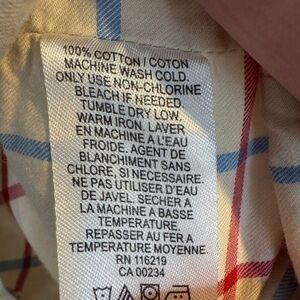 100% COTTON / COTON
MACHINE WASH COLD.
ONLY USE NON-CHLORINE
BLEACH IF NEEDED.
TUMBLE DRY LOW.
WARM IRON. LAVER
EN MACHINE A L'EAU
FROIDE. AGENT DE
BLANCHIMENT SANS
CHLORE, SI NECESSAIRE.
NE PAS UTILISER D'EAU
DE JAVEL. SECHER A
LA MACHINE A BASSE
TEMPERATURE.
REPASSER AU FER A
TEMPERATURE MOYENNE.
RN 116219
CA 00234